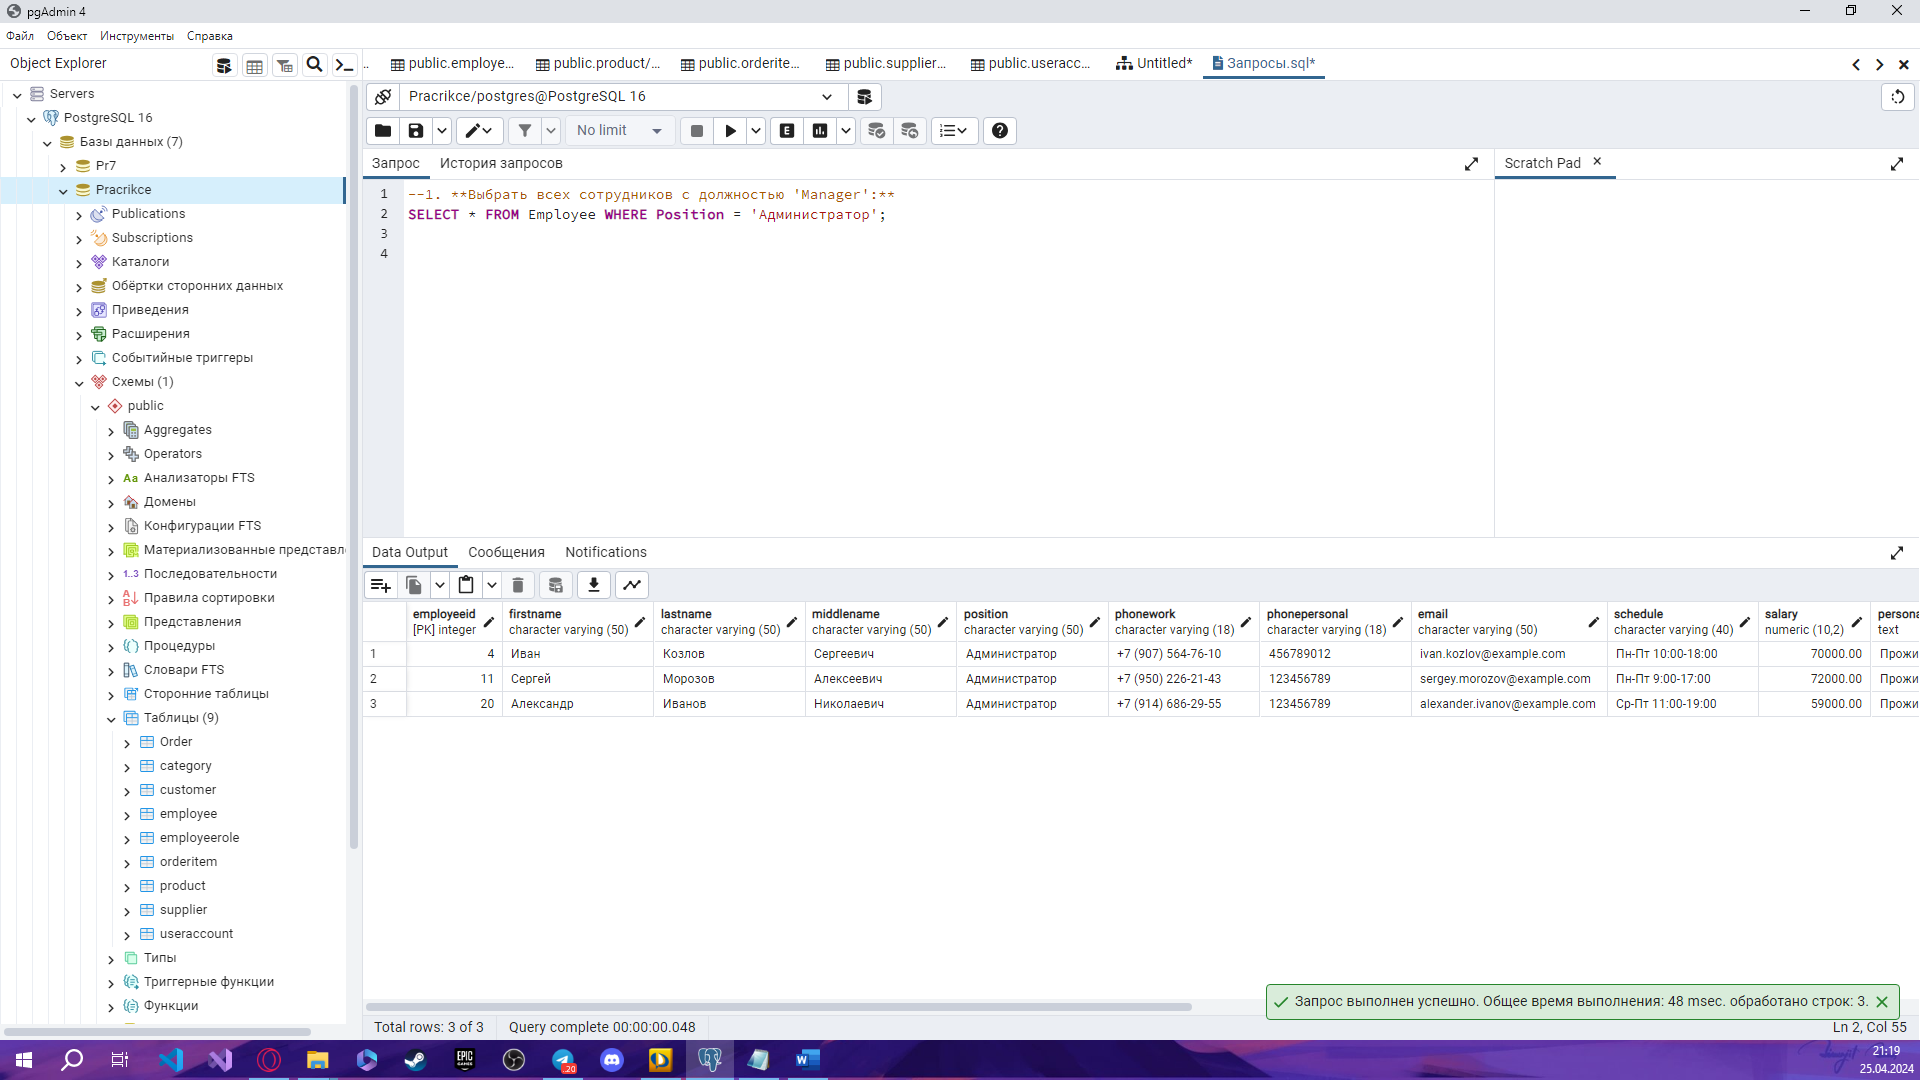 pgAdmin 4
Файл Объект Инструменты Справка
Object Explorer
public.employe... public.product/... public.orderite... public.supplier... public.useracc... Untitled* Запросы.sql*
Servers
PostgreSQL 16
Базы данных (7)
Pr7
Pracrikce
Publications
Subscriptions
Каталоги
Обёртки сторонних данных
Приведения
Расширения
Событийные триггеры
Схемы (1)
public
Aggregates
Operators
Aa Анализаторы FTS
Домены
Конфигурации FTS
Материализованные представл
1..3 Последовательности
Правила сортировки
Представления
Процедуры
Словари FTS
Сторонние таблицы
Таблицы (9)
Order
category
customer
employee
employeerole
orderitem
product
supplier
useraccount
Типы
Триггерные функции
Функции
Pracrikce/postgres@PostgreSQL 16
No limit
E
Запрос История запросов
Scratch Pad
1 --1. **Выбрать всех сотрудников с должностью 'Manager':**
2 SELECT * FROM Employee WHERE Position = 'Администратор';
3
4
Data Output Сообщения Notifications
employeeid firstname lastname middlename position phonework phonepersonal email schedule salary persona
[PK] integer character varying (50) character varying (50) character varying (50) character varying (50) character varying (18) character varying (18) character varying (50) character varying (40) numeric (10,2) text
1 4 Иван Козлов Сергеевич Администратор +7 (907) 564-76-10 456789012 ivan.kozlov@example.com Пн-Пт 10:00-18:00 70000.00 Прожи
2 11 Сергей Морозов Алексеевич Администратор +7 (950) 226-21-43 123456789 sergey.morozov@example.com Пн-Пт 9:00-17:00 72000.00 Прожи
3 20 Александр Иванов Николаевич Администратор +7 (914) 686-29-55 123456789 alexander.ivanov@example.com Ср-Пт 11:00-19:00 59000.00 Прожи
Запрос выполнен успешно. Общее время выполнения: 48 msec. обработано строк: 3.
Total rows: 3 of 3 Query complete 00:00:00.048
Ln 2, Col 55
EPIC GAMES
20
21:19
25.04.2024